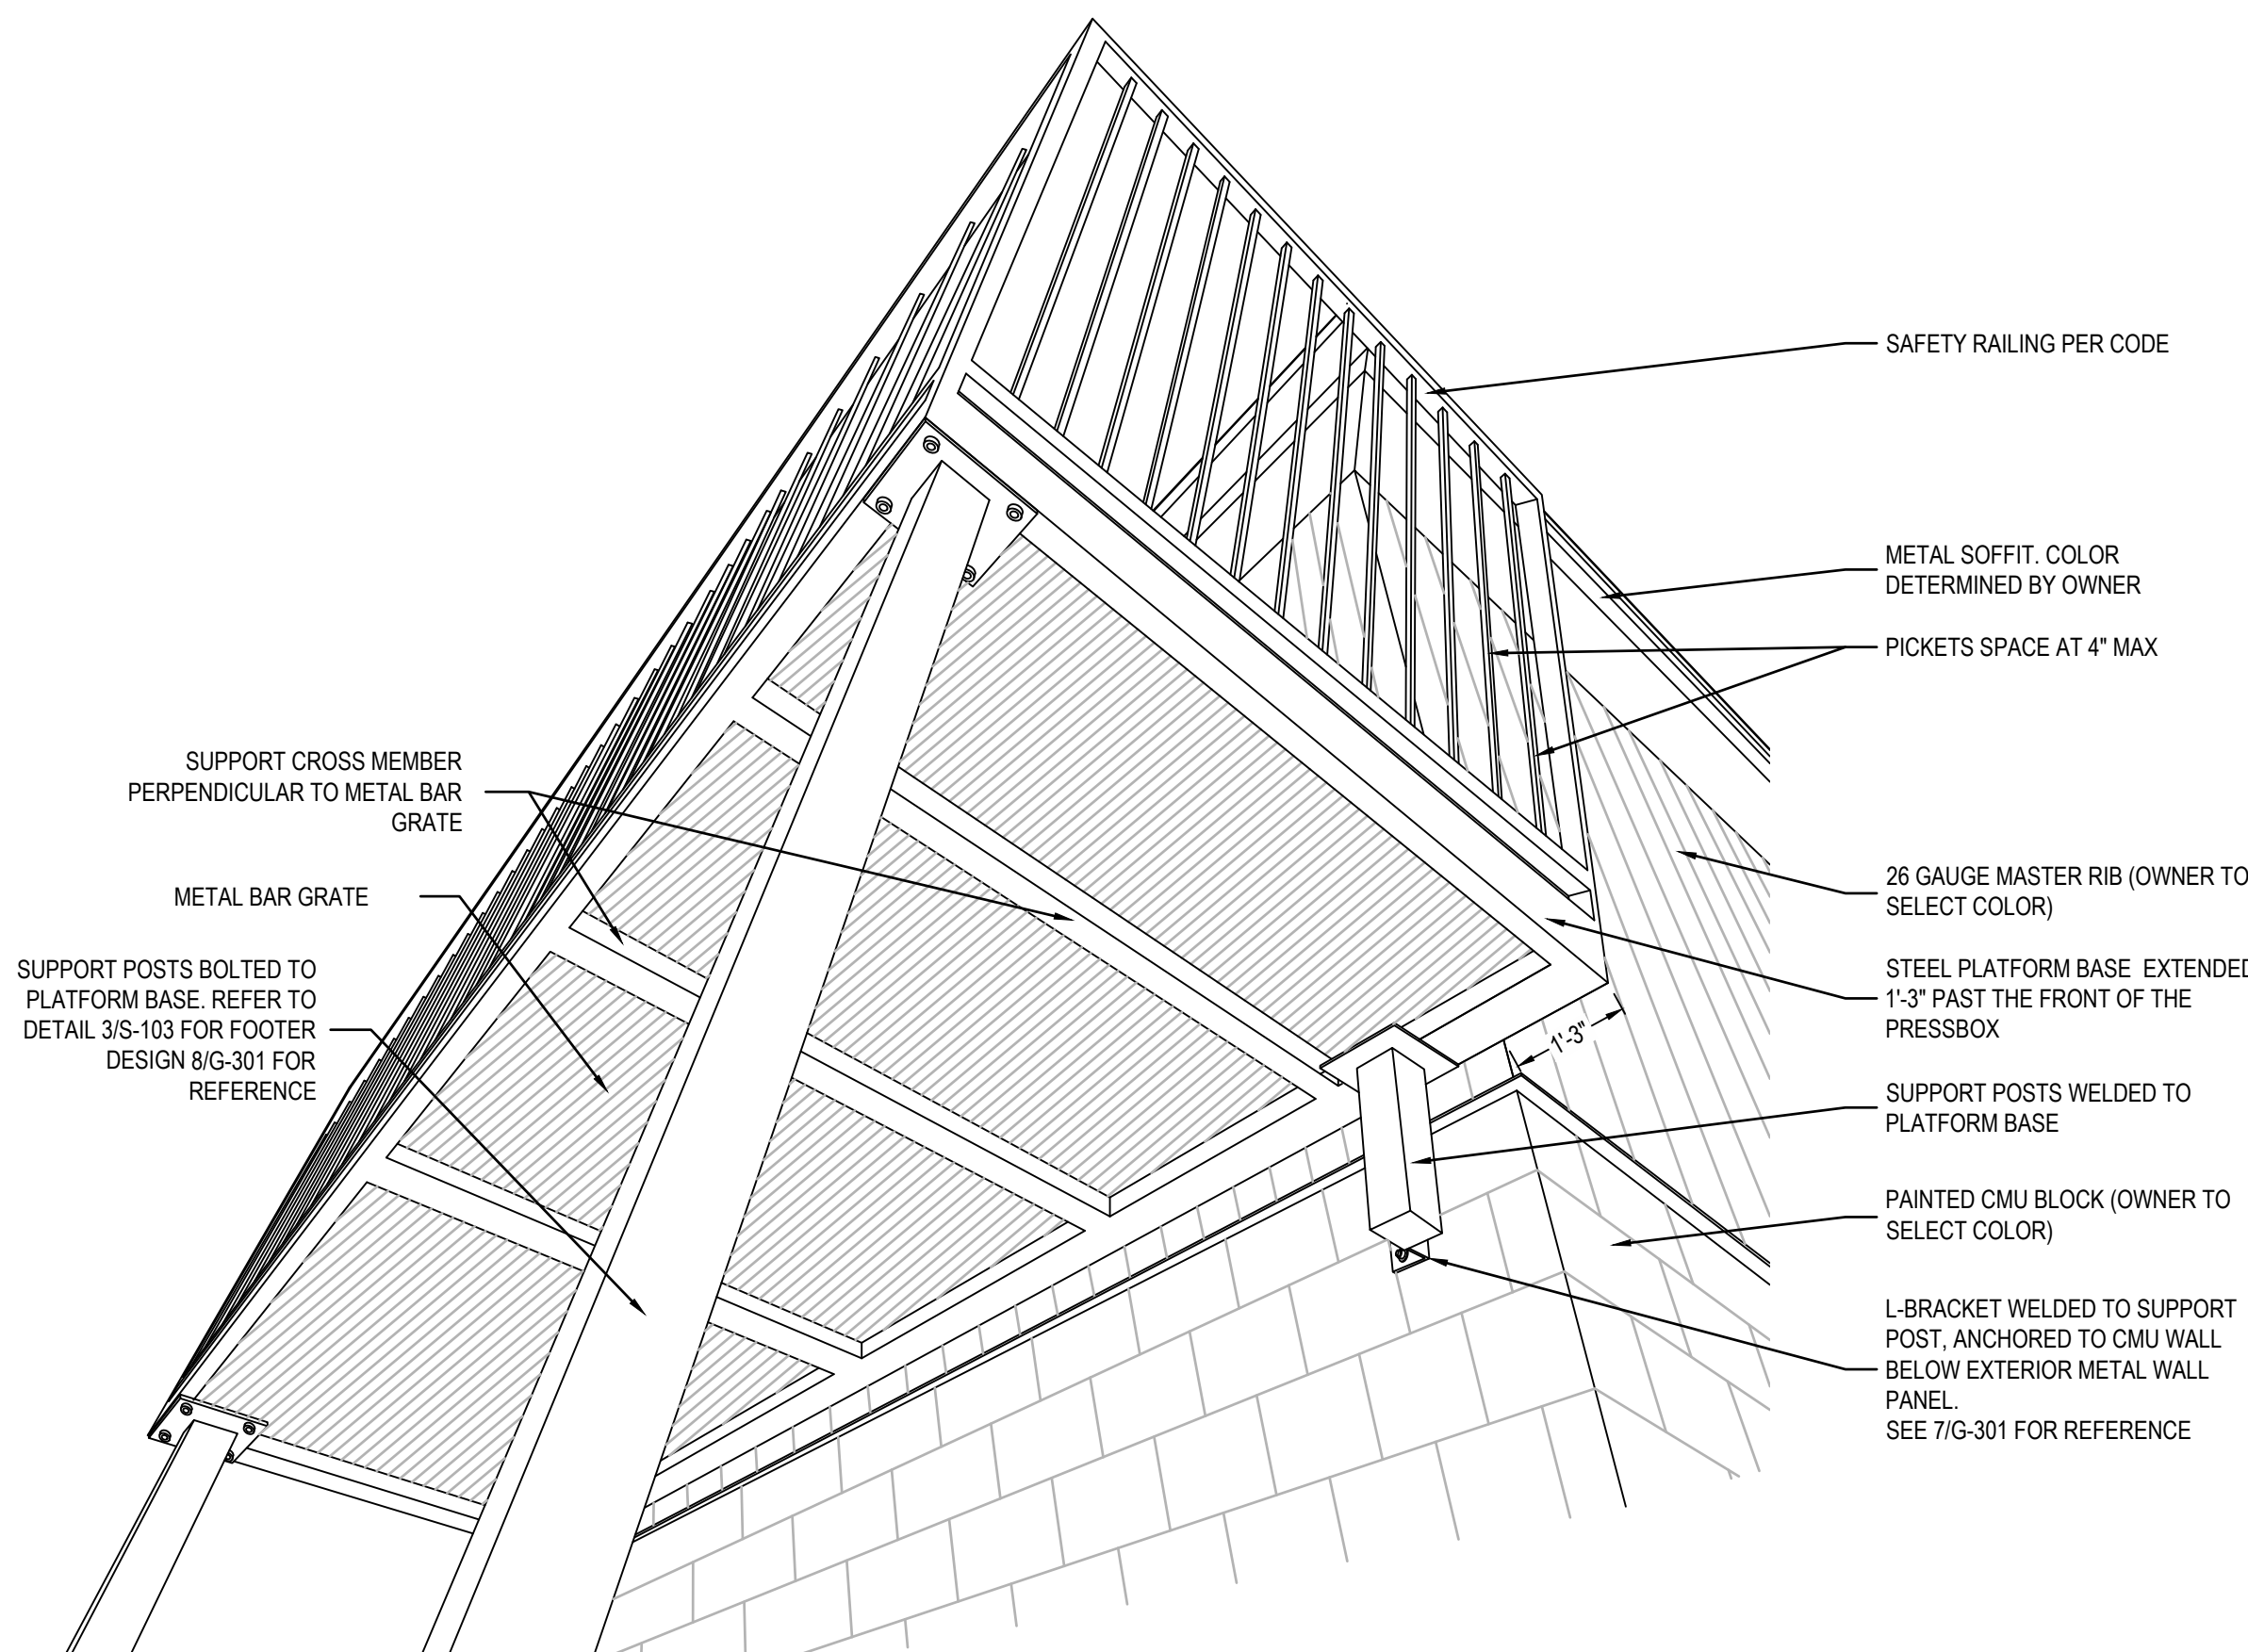 SAFETY RAILING PER CODE
METAL SOFFIT. COLOR
DETERMINED BY OWNER
PICKETS SPACE AT 4" MAX
SUPPORT CROSS MEMBER
PERPENDICULAR TO METAL BAR
GRATE
METAL BAR GRATE
SUPPORT POSTS BOLTED TO
PLATFORM BASE. REFER TO
DETAIL 3/S-103 FOR FOOTER
DESIGN 8/G-301 FOR
REFERENCE
26 GAUGE MASTER RIB (OWNER TO
SELECT COLOR)
STEEL PLATFORM BASE EXTENDED
1'-3" PAST THE FRONT OF THE
PRESSBOX
1'-3"
SUPPORT POSTS WELDED TO
PLATFORM BASE
PAINTED CMU BLOCK (OWNER TO
SELECT COLOR)
L-BRACKET WELDED TO SUPPORT
POST, ANCHORED TO CMU WALL
BELOW EXTERIOR METAL WALL
PANEL.
SEE 7/G-301 FOR REFERENCE